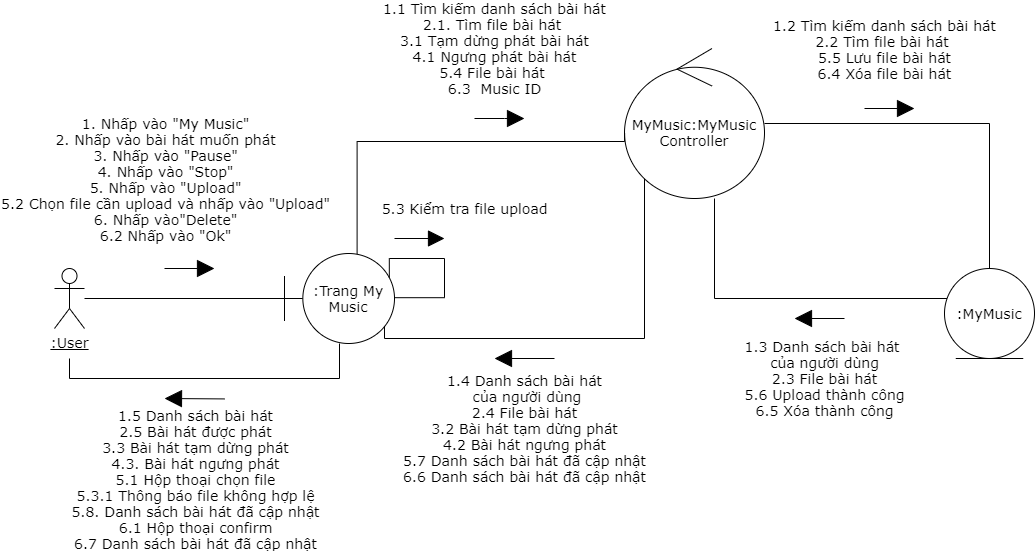 1.1 Tìm kiếm danh sách bài hát
2.1. Tìm file bài hát
3.1 Tạm dừng phát bài hát
4.1 Ngưng phát bài hát
5.4 File bài hát
6.3 Music ID
1.2 Tìm kiếm danh sách bài hát
2.2 Tìm file bài hát
5.5 Lưu file bài hát
6.4 Xóa file bài hát
MyMusic:MyMusic
Controller
1. Nhấp vào "My Music"
2. Nhấp vào bài hát muốn phát
3. Nhấp vào "Pause"
4. Nhấp vào "Stop"
5. Nhấp vào "Upload"
5.2 Chọn file cần upload và nhấp vào "Upload"
6. Nhấp vào"Delete"
6.2 Nhấp vào "Ok"
5.3 Kiểm tra file upload
:Trang My
Music
:User
:MyMusic
1.3 Danh sách bài hát
của người dùng
2.3 File bài hát
5.6 Upload thành công
6.5 Xóa thành công
1.4 Danh sách bài hát
của người dùng
2.4 File bài hát
3.2 Bài hát tạm dừng phát
4.2 Bài hát ngưng phát
5.7 Danh sách bài hát đã cập nhật
6.6 Danh sách bài hát đã cập nhật
1.5 Danh sách bài hát
2.5 Bài hát được phát
3.3 Bài hát tạm dừng phát
4.3. Bài hát ngưng phát
5.1 Hộp thoại chọn file
5.3.1 Thông báo file không hợp lệ
5.8. Danh sách bài hát đã cập nhật
6.1 Hộp thoại confirm
6.7 Danh sách bài hát đã cập nhật